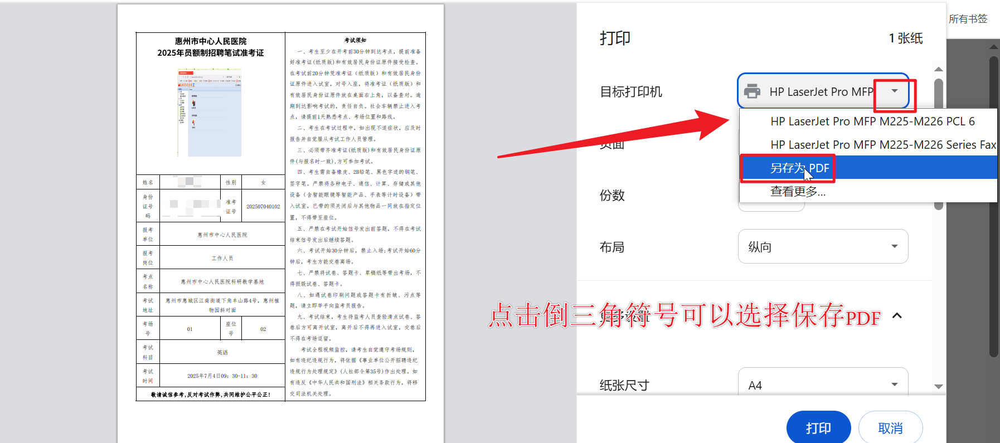 惠州市中心人民医院
2025年员额制招聘笔试准考证
姓名
性别
女
身份证号码
准考证号
202507040102
报考单位
惠州市中心人民医院
报考岗位
工作人员
考点名称
惠州市中心人民医院科研教学基地
考试地址
惠州市惠城区江南街道下角丰山路4号，惠州植
物园斜对面
考场号
01
座位号
02
考试科目
英语
考试时间
2025年7月4日09：30-11：30
敬请诚信参考,反对考试作弊,共同维护公平公正!
考试须知
一、考生至少在开考前30分钟到达考点，提前准备
好准考证(纸质版)和有效居民身份证原件接受检查。
在考试前20分钟凭准考证（纸质版）和有效居民身份
证原件进入试室，对号入座，将准考证（纸质版）和
有效居民身份证原件放在桌面右上角，以备查对。逾
期到达影响考试的，责任自负。社会车辆禁止进入考
点，请提前1天熟悉考点、考场位置和路线。
二、考生在考试过程中，如出现不适症状，应及时
报告并自觉服从考试工作人员管理。
三、必须带齐准考证(纸质版)和有效居民身份证原
件(与报名时一致),方可参加考试。
四、考生需自备橡皮、2B铅笔、黑色字迹的钢笔、
签字笔。严禁将各种电子、通信、计算、存储或其他
设备（含智能眼镜等智能产品、手表等计时设备）带
入试室，已带的须关闭后与其他物品一同放在指定位
置，不得带至座位。
五、严禁在考试开始信号发出前答题，不得在考试
结束信号发出后继续答题。
六、考试开始30分钟后，禁止入场;考试开始60分
钟后，考生方能交卷离场。
七、严禁将试卷、答题卡、草稿纸等带出考场，不
得损毁试卷、答题卡。
八、如遇试卷印刷问题或答题卡有折皱、污点等
题，请立即举手向监考员报告。
九、考试结束，考生待监考人员查验清点试卷、答
卷后方可离开试室，离开后不得再进入试室，交卷后
不得在考场逗留。
考试全程视频监控，请考生自觉遵守考场规则，
如有违纪违规行为，将依据《事业单位公开招聘违纪
违规行为处理规定》(人社部令第35号)作出处理。如
有违反《中华人民共和国刑法》相关条款行为，将移
交司法机关处理。
打印
1 张纸
所有书签
目标打印机
HP LaserJet Pro MFP
HP LaserJet Pro MFP M225-M226 PCL 6
HP LaserJet Pro MFP M225-M226 Series Fax
另存为 PDF
查看更多...
页面
份数
布局
纵向
更多设置
点击倒三角符号可以选择保存PDF
纸张尺寸
A4
打印
取消